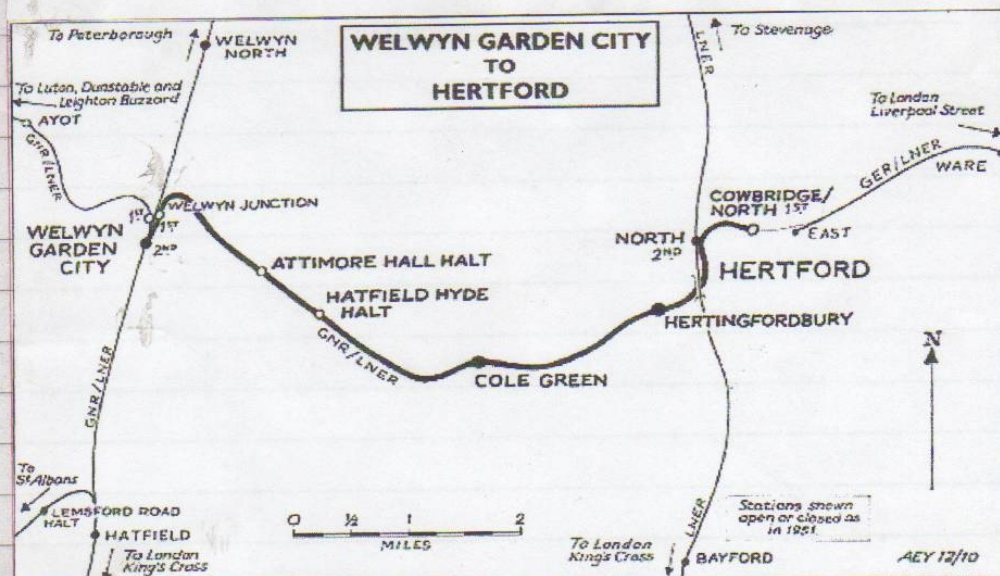 To Peterborough
WELWYN
NORTH
WELWYN GARDEN CITY
TO
HERTFORD
LNER
To Stevenage
To Luton, Dunstable and
Leighton Buzzard
AYOT
GNR/LNER
To London
Liverpool Street
GER/LNER
WARE
1ST
WELWYN JUNCTION
1ST
2ND
WELWYN
GARDEN
CITY
COWBRIDGE/
NORTH 1ST
EAST
NORTH
2ND
HERTFORD
ATTIMORE HALL HALT
HATFIELD HYDE
HALT
GNR/LNER
HERTINGFORDBURY
COLE GREEN
N
GNR/LNER
To
St Albans
LEMSFORD ROAD
HALT
HATFIELD
To London
King's Cross
0 ½ 1 2
MILES
LNER
To London
King's Cross
BAYFORD
Stations shown
open or closed as
in 1951.
AEY 12/10